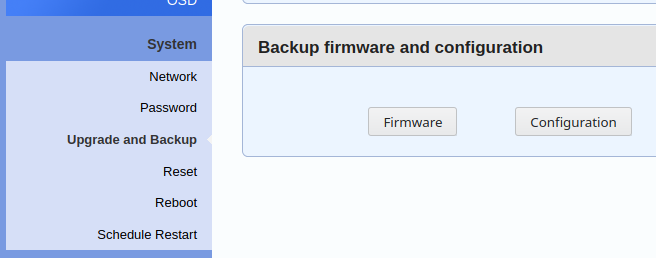 OSD
System
Network
Password
Upgrade and Backup
Reset
Reboot
Schedule Restart
Backup firmware and configuration
Firmware
Configuration